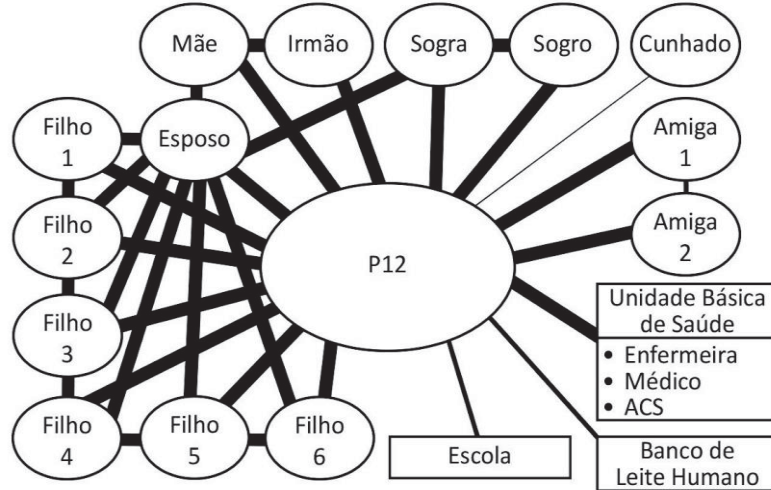 Mãe
Irmão
Sogra
Sogro
Cunhado
Filho
1
Esposo
Amiga
1
Filho
2
Amiga
2
P12
Unidade Básica
de Saúde
• Enfermeira
• Médico
• ACS
Filho
3
Filho
4
Filho
5
Filho
6
Escola
Banco de
Leite Humano